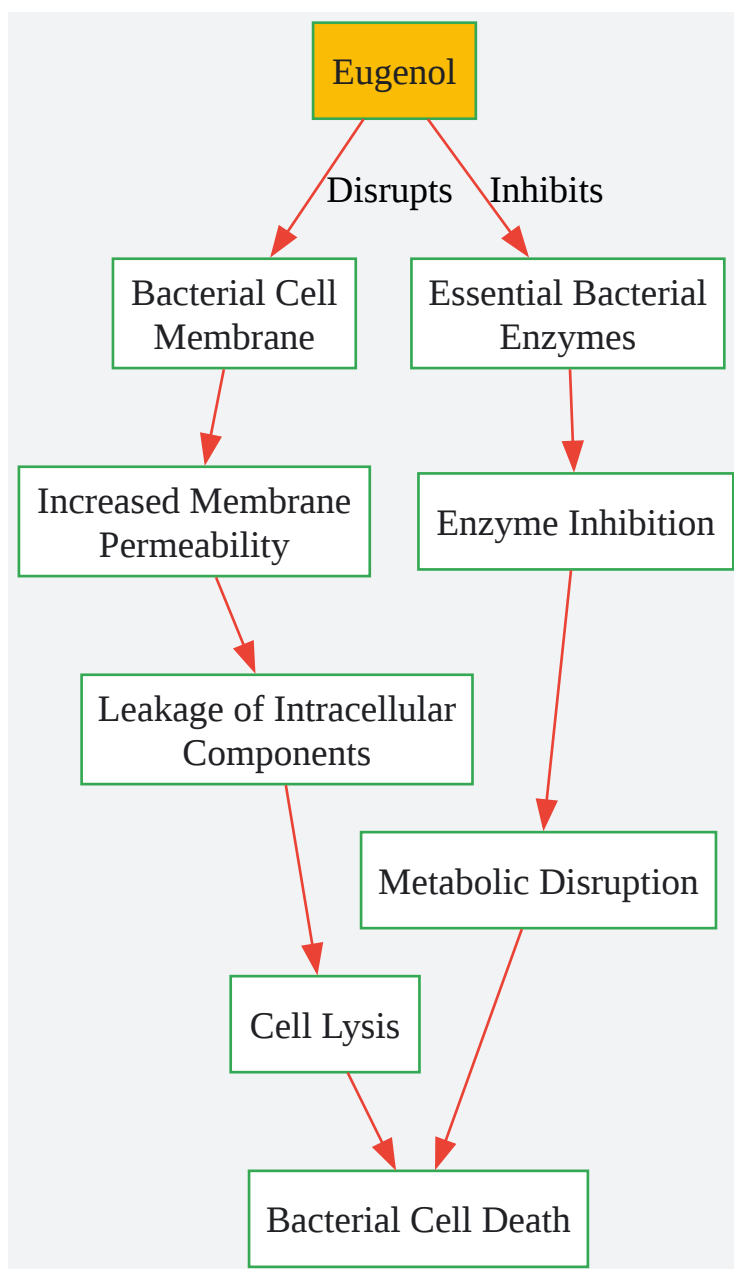 Eugenol
Disrupts
Inhibits
Bacterial Cell
Membrane
Essential Bacterial
Enzymes
Increased Membrane
Permeability
Enzyme Inhibition
Leakage of Intracellular
Components
Metabolic Disruption
Cell Lysis
Bacterial Cell Death